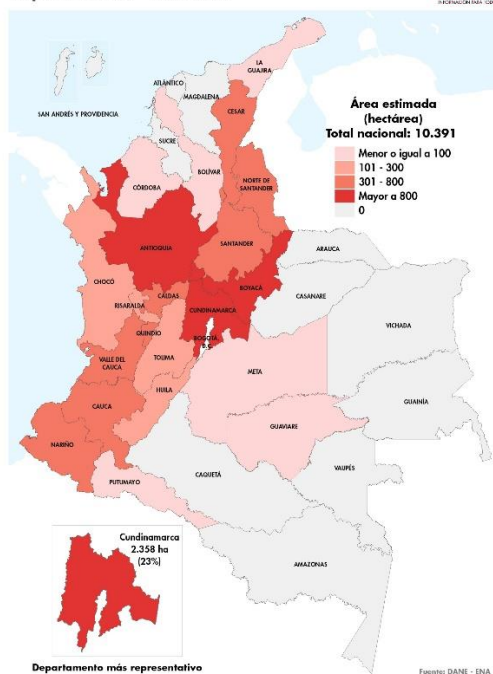 INFORMACIÓN PARA TODOS
SAN ANDRÉS Y PROVIDENCIA
LA
GUAJIRA
ATLÁNTICO
MAGDALENA
CESAR
SUCRE
BOLÍVAR
CÓRDOBA
NORTE DE
SANTANDER
ANTIOQUIA
SANTANDER
ARAUCA
CHOCÓ
BOYACÁ
CASANARE
RISARALDA
CALDAS
CUNDINAMARCA
VICHADA
QUINDÍO
BOGOTÁ
D.C.
VALLE DEL
CAUCA
TOLIMA
META
GUAINÍA
HUILA
CAUCA
GUAVIARE
NARIÑO
VAUPÉS
CAQUETÁ
PUTUMAYO
AMAZONAS
Área estimada
(hectárea)
Total nacional: 10.391
Menor o igual a 100
101 - 300
301 - 800
Mayor a 800
0
Cundinamarca
2.358 ha
(23%)
Departamento más representativo
Fuente: DANE - ENA